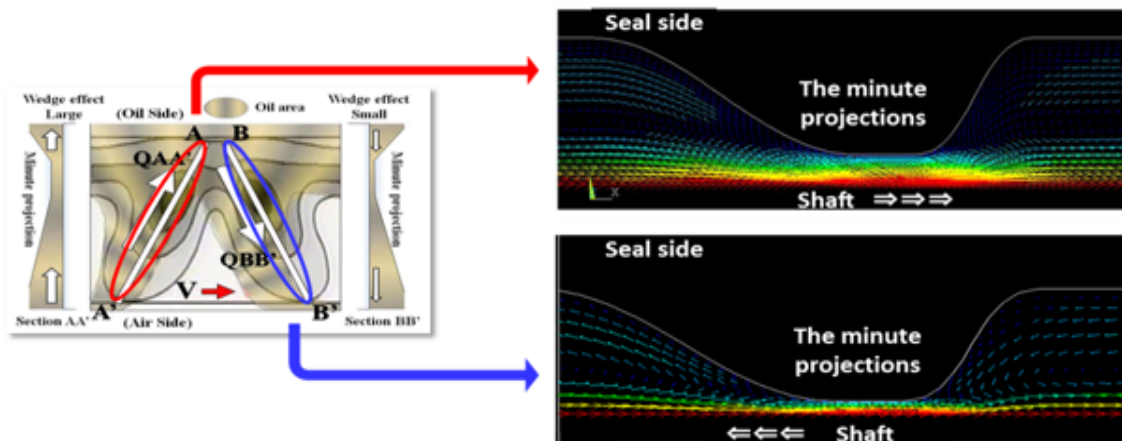 Wedge effect
Large
(Oil Side)
Oil area
Wedge effect
Small
A
B
QAA'
Minute projection
Minute projection
QBB'
V
A'
B'
Section AA'
(Air Side)
Section BB'
Seal side
The minute
projections
Shaft ⇒⇒⇒
X
Seal side
The minute
projections
⇐⇐⇐ Shaft